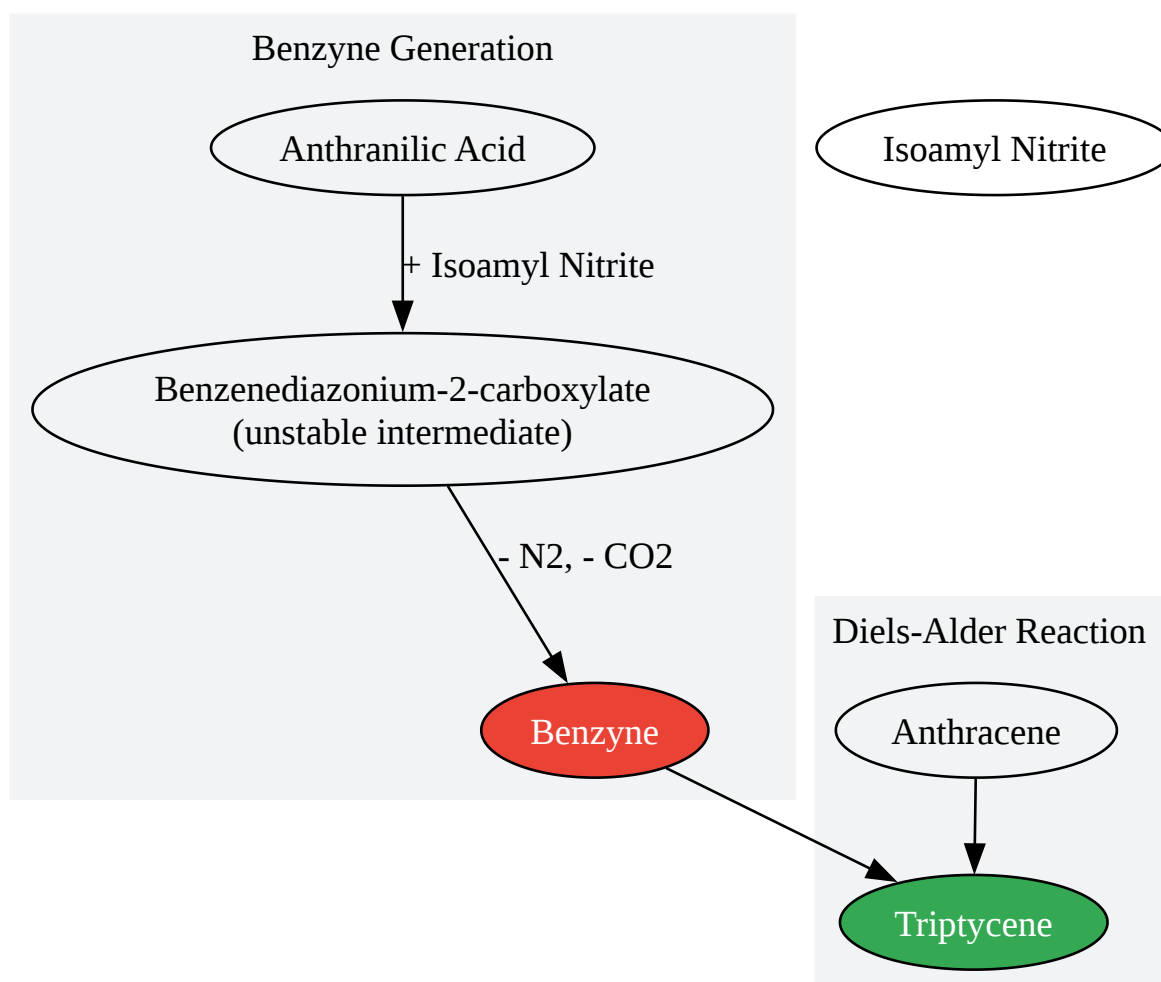 Benzyne Generation
Anthranilic Acid
Isoamyl Nitrite
+ Isoamyl Nitrite
Benzenediazonium-2-carboxylate
(unstable intermediate)
- N2, - CO2
Diels-Alder Reaction
Benzyne
Anthracene
Triptycene